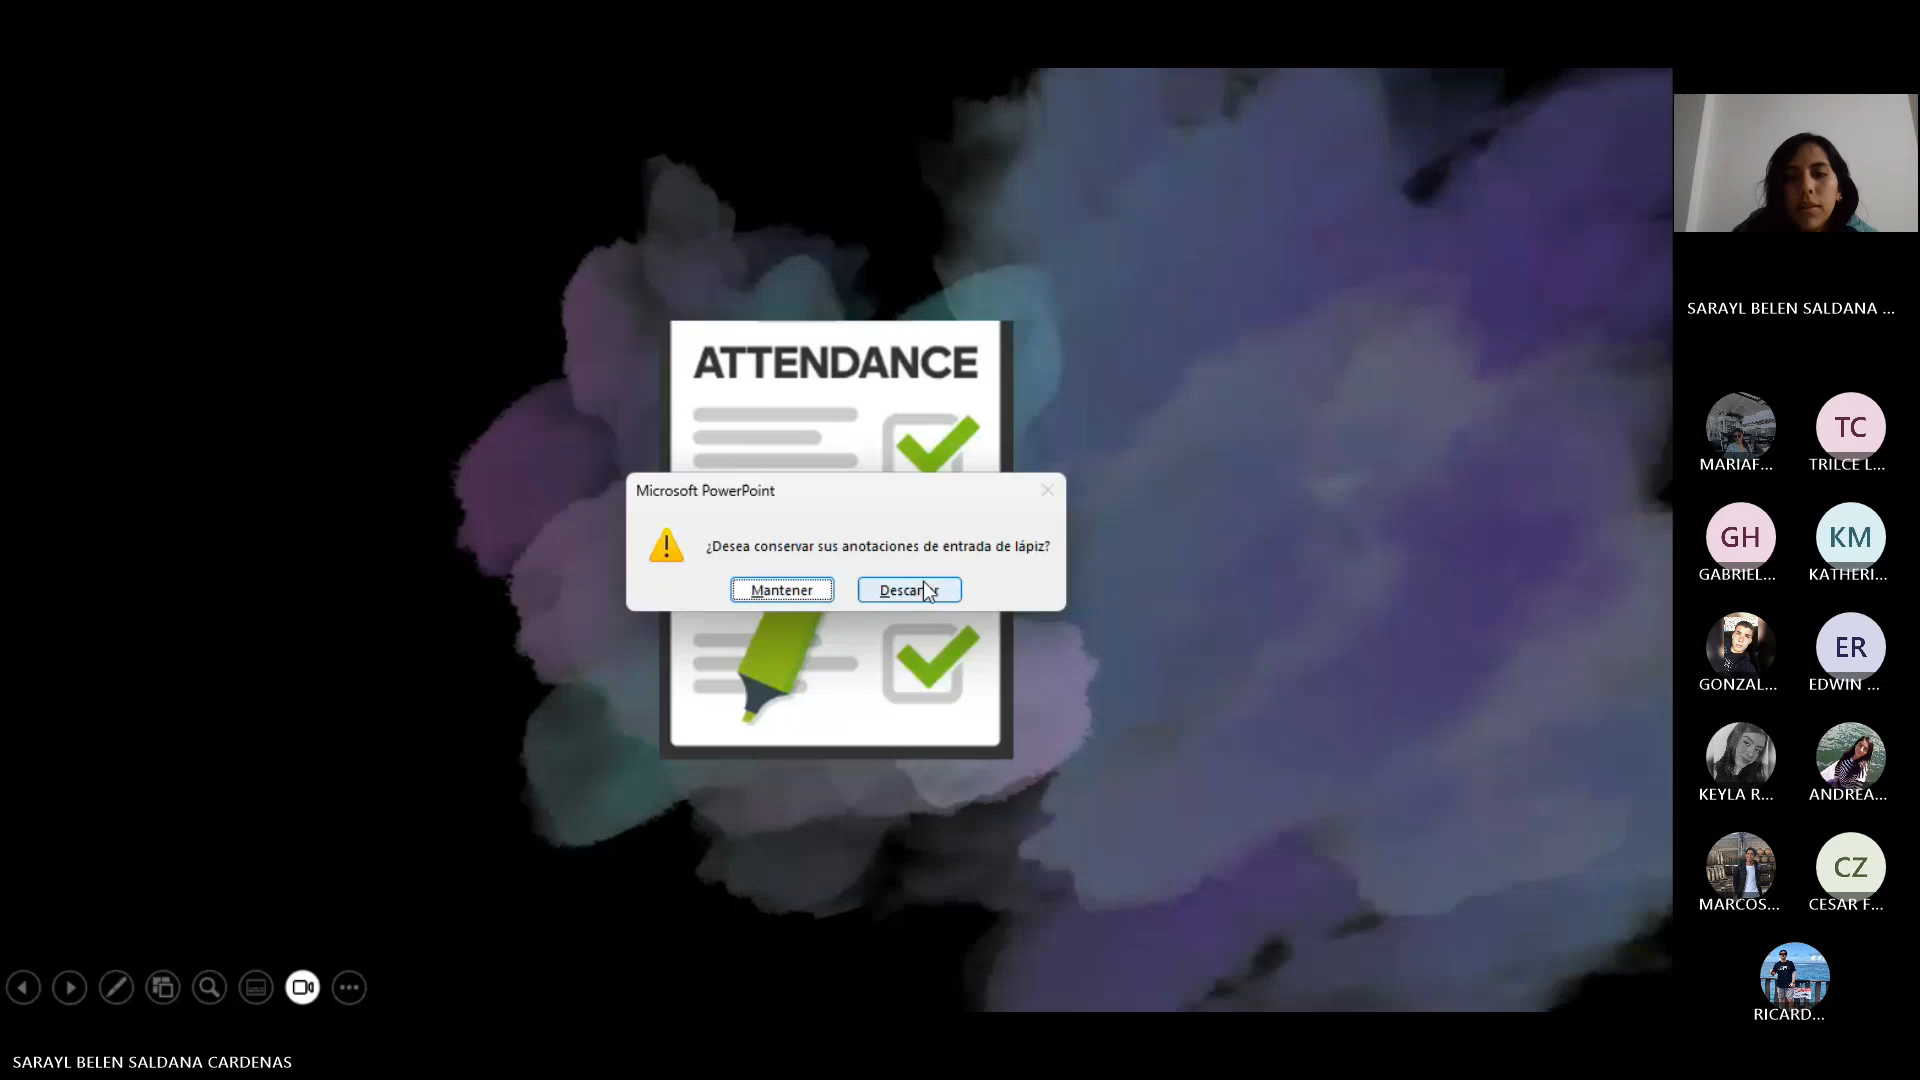 ATTENDANCE
Microsoft PowerPoint
¿Desea conservar sus anotaciones de entrada de lápiz?
Mantener
SARAYL BELEN SALDANA ...
MARIAF...
TC
TRILCE L...
GH
GABRIEL...
KM
KATHERI...
GONZAL...
ER
EDWIN ...
KEYLA R...
ANDREA...
MARCOS...
CZ
CESAR F...
RICARD...
SARAYL BELEN SALDANA CARDENAS